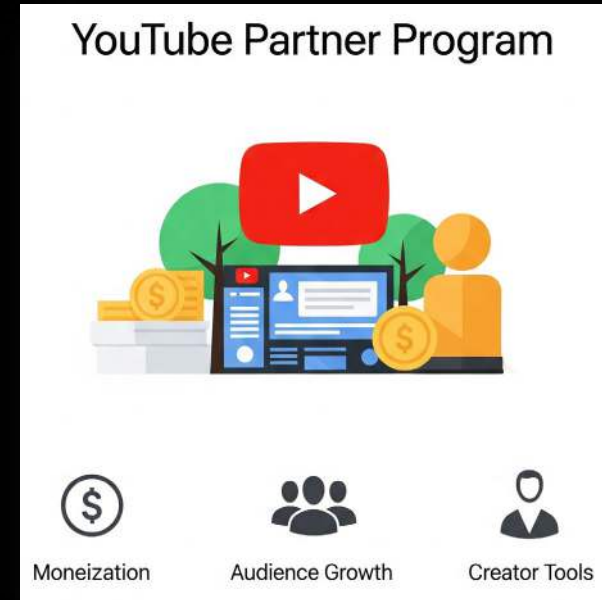 YouTube Partner Program
$
$
$
Moneization
Audience Growth
Creator Tools